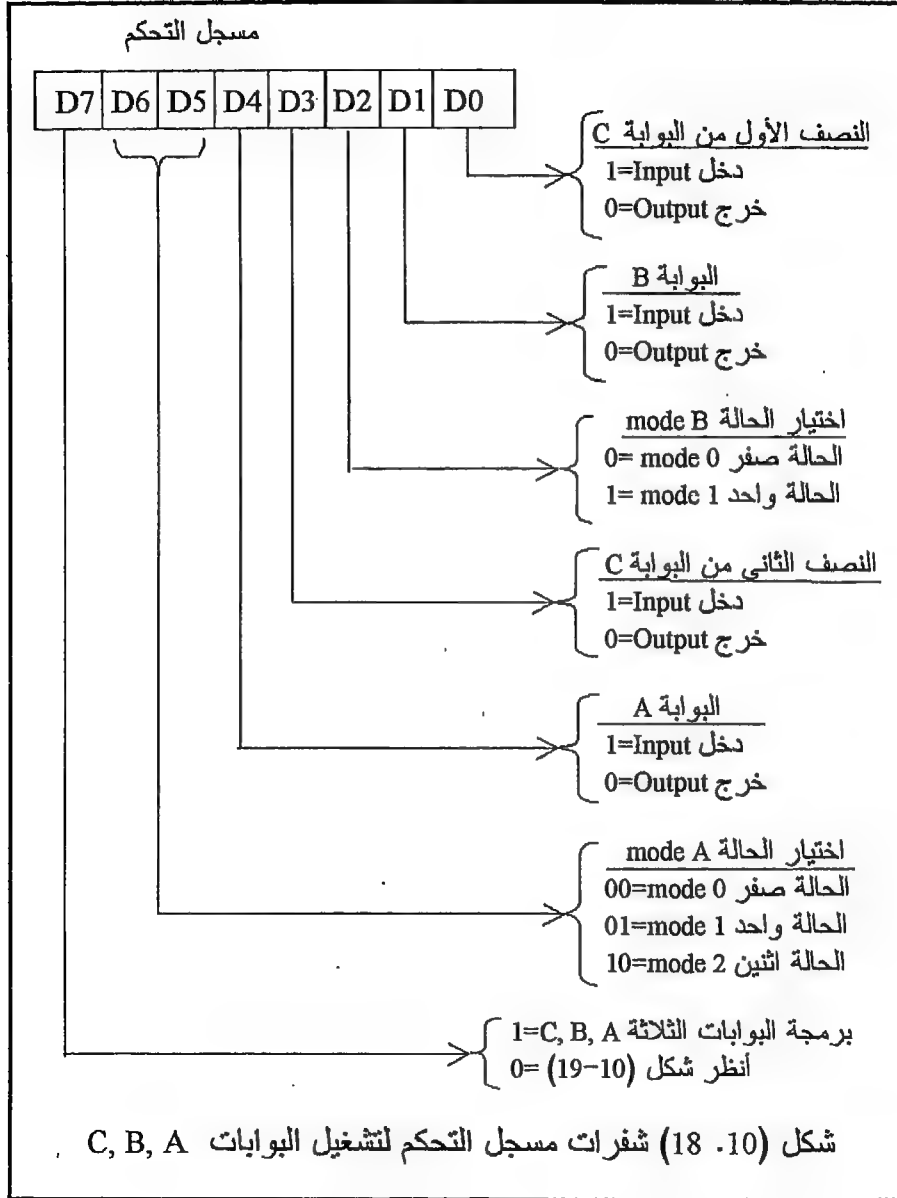 مسجل التحكم
D7 D6 D5 D4 D3 D2 D1 D0
النصف الأول من البوابة C
دخل 1=Input
خرج 0=Output
البوابة B
دخل 1=Input
خرج 0=Output
اختيار الحالة mode B
الحالة صفر 0= mode 0
الحالة واحد 1= mode 1
النصف الثانى من البوابة C
دخل 1=Input
خرج 0=Output
البوابة A
دخل 1=Input
خرج 0=Output
اختيار الحالة mode A
الحالة صفر 00=mode 0
الحالة واحد 01=mode 1
الحالة اثنين 10=mode 2
برمجة البوابات الثلاثة 1=C, B, A
أنظر شكل (10-19) =0
شكل (10. 18) شفرات مسجل التحكم لتشغيل البوابات C, B, A